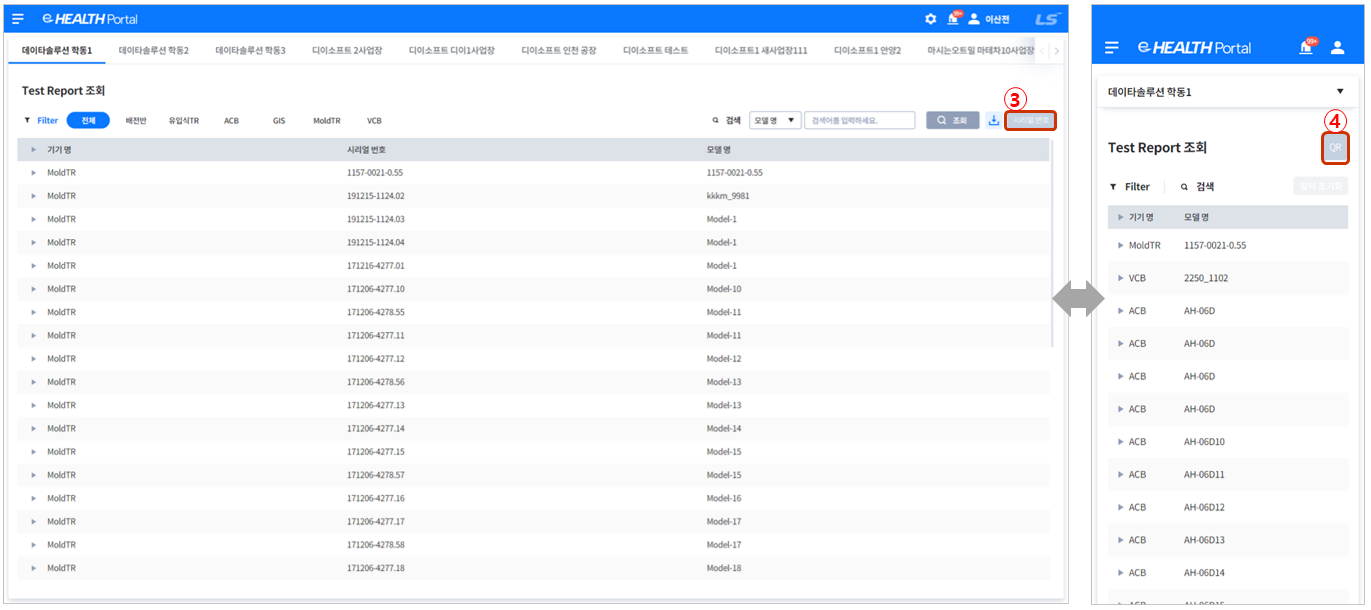 eHEALTH Portal
99+
이산전
LS
데이타솔루션 학동1 데이타솔루션 학동2 데이타솔루션 학동3 디이소프트 2사업장 디이소프트 디이1사업장 디이소프트 인천 공장 디이소프트 테스트 디이소프트1 새사업장111 디이소프트1 안양2 마시는오트밀 마테차10사업장
Test Report 조회
③
Filter 전체 배전반 유입식TR ACB GIS MoldTR VCB 검색 모델 명 ▼ 검색어를 입력하세요. 조회 시리얼 번호
기기 명 시리얼 번호 모델 명
MoldTR 1157-0021-0.55 1157-0021-0.55
MoldTR 191215-1124.02 kkkm_9981
MoldTR 191215-1124.03 Model-1
MoldTR 191215-1124.04 Model-1
MoldTR 171216-4277.01 Model-1
MoldTR 171206-4277.10 Model-10
MoldTR 171206-4278.55 Model-11
MoldTR 171206-4277.11 Model-11
MoldTR 171206-4277.12 Model-12
MoldTR 171206-4278.56 Model-13
MoldTR 171206-4277.13 Model-13
MoldTR 171206-4277.14 Model-14
MoldTR 171206-4277.15 Model-15
MoldTR 171206-4278.57 Model-15
MoldTR 171206-4277.16 Model-16
MoldTR 171206-4277.17 Model-17
MoldTR 171206-4278.58 Model-17
MoldTR 171206-4277.18 Model-18
eHEALTH Portal
99+
데이타솔루션 학동1 ▼
④
Test Report 조회 QR
Filter 검색 필터 초기화
기기 명 모델 명
MoldTR 1157-0021-0.55
VCB 2250_1102
ACB AH-06D
ACB AH-06D
ACB AH-06D
ACB AH-06D
ACB AH-06D10
ACB AH-06D11
ACB AH-06D12
ACB AH-06D13
ACB AH-06D14
ACB AH-06D15